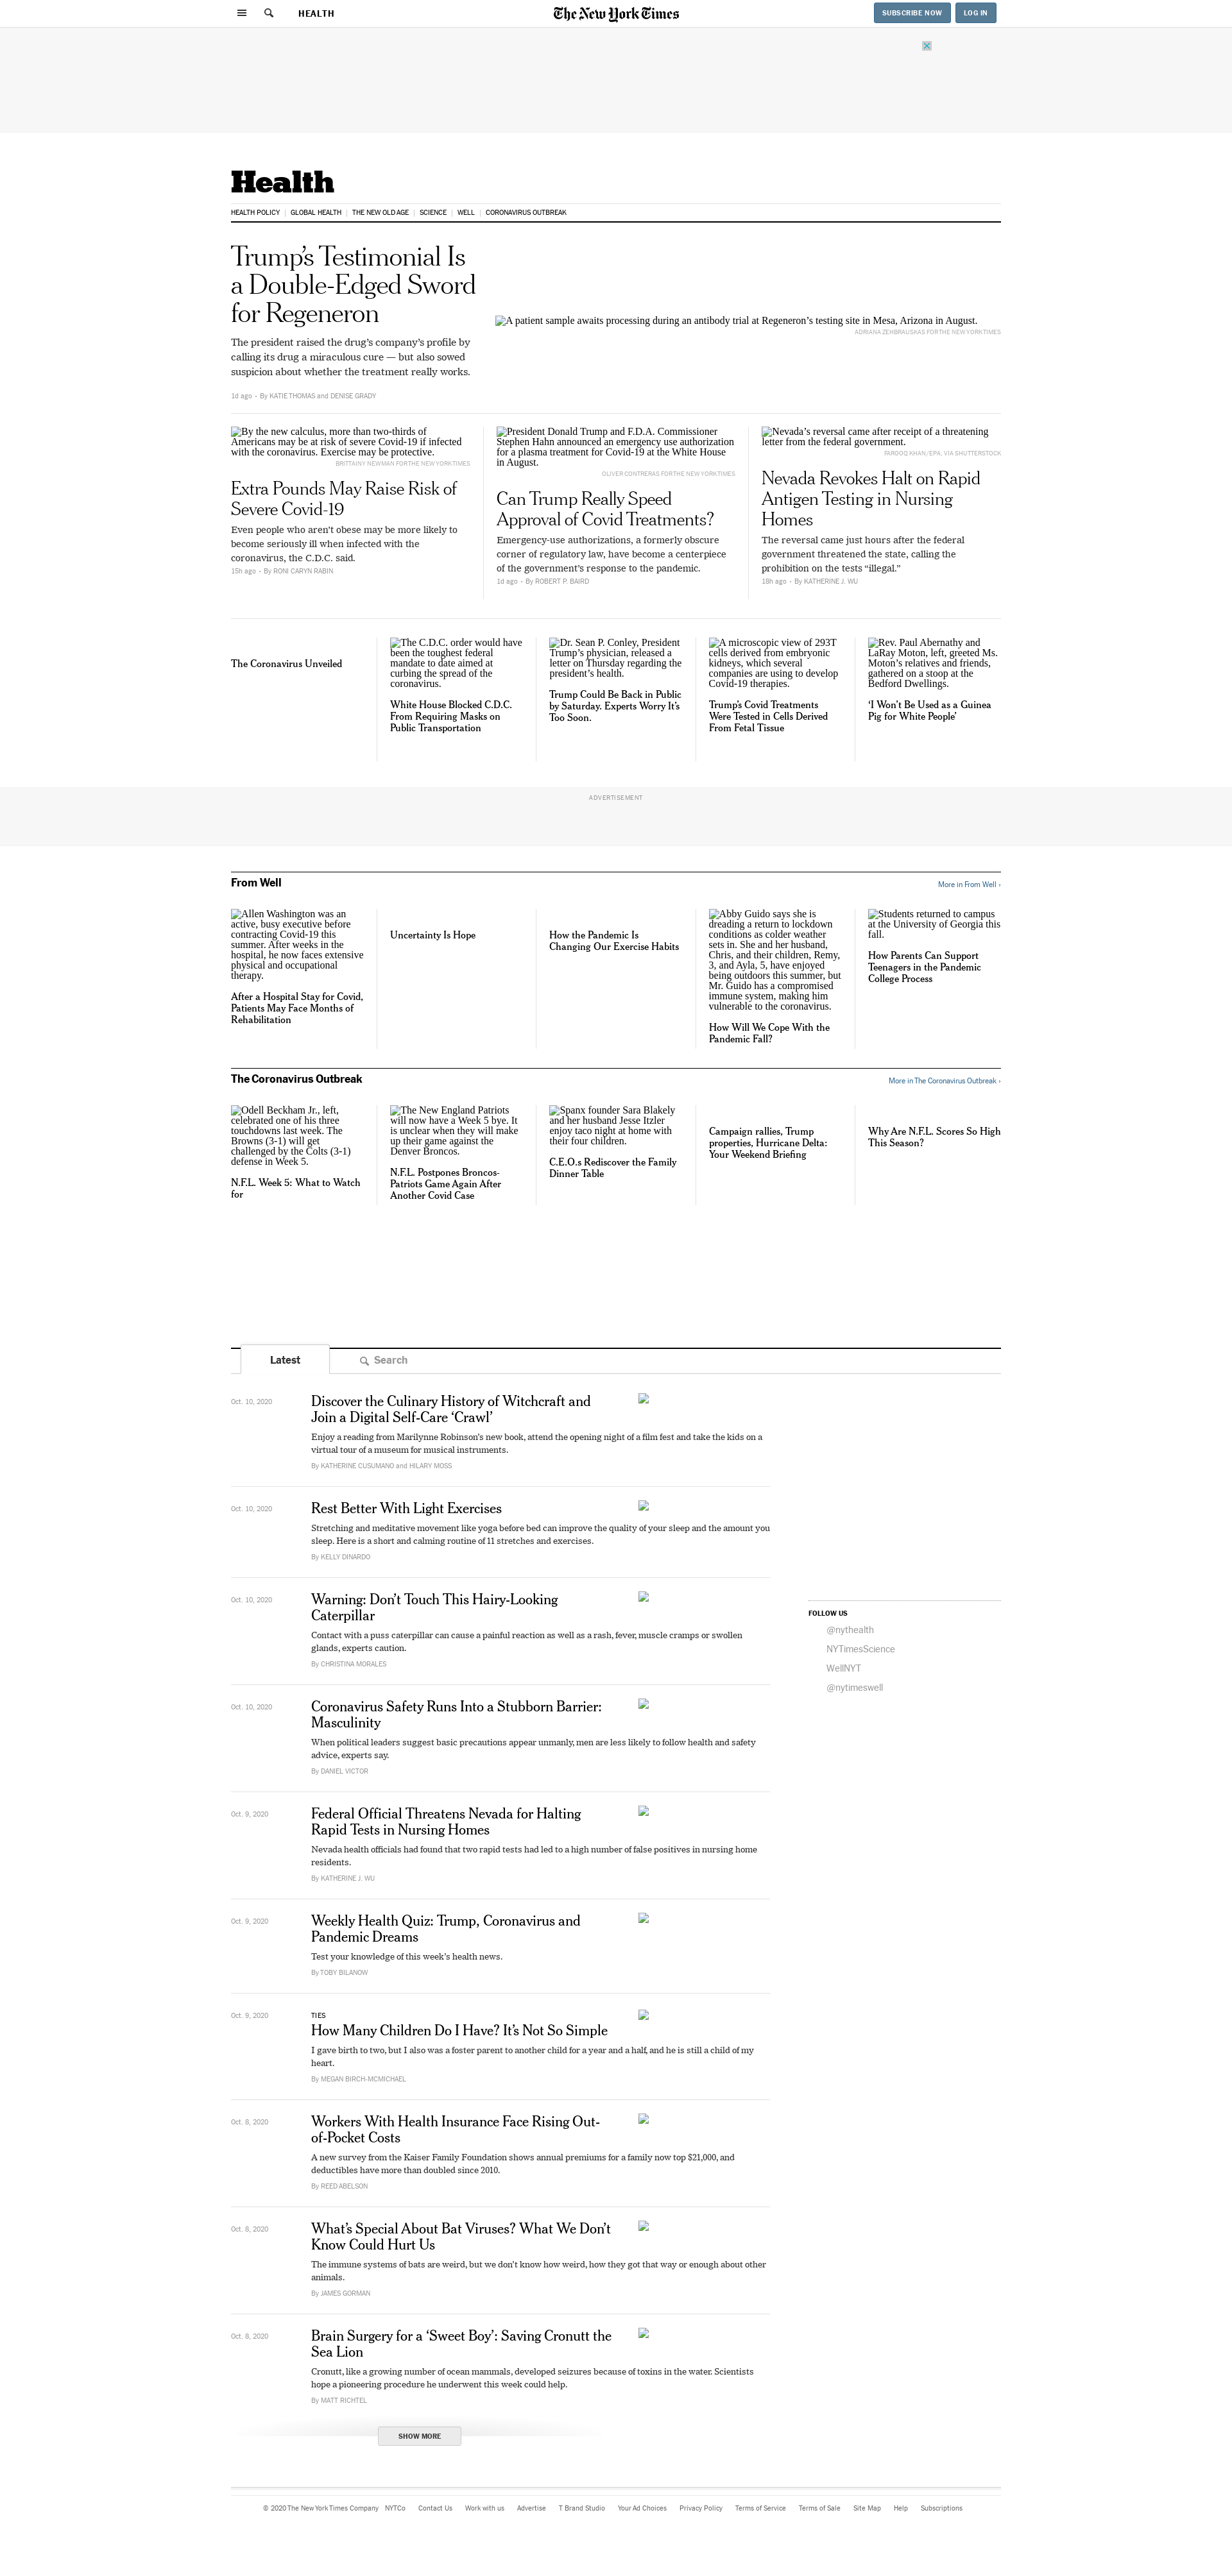 HEALTH
The New York Times
SUBSCRIBE NOW
LOG IN
Health
HEALTH POLICY
GLOBAL HEALTH
THE NEW OLD AGE
SCIENCE
WELL
CORONAVIRUS OUTBREAK
Trump’s Testimonial Is
a Double-Edged Sword
for Regeneron
The president raised the drug’s company’s profile by
calling its drug a miraculous cure — but also sowed
suspicion about whether the treatment really works.
1d ago • By KATIE THOMAS and DENISE GRADY
A patient sample awaits processing during an antibody trial at Regeneron’s testing site in Mesa, Arizona in August.
ADRIANA ZEHBRAUSKAS FOR THE NEW YORK TIMES
By the new calculus, more than two-thirds of
Americans may be at risk of severe Covid-19 if infected
with the coronavirus. Exercise may be protective.
BRITTAINY NEWMAN FOR THE NEW YORK TIMES
Extra Pounds May Raise Risk of
Severe Covid-19
Even people who aren’t obese may be more likely to
become seriously ill when infected with the
coronavirus, the C.D.C. said.
15h ago • By RONI CARYN RABIN
President Donald Trump and F.D.A. Commissioner
Stephen Hahn announced an emergency use authorization
for a plasma treatment for Covid-19 at the White House
in August.
OLIVER CONTRERAS FOR THE NEW YORK TIMES
Can Trump Really Speed
Approval of Covid Treatments?
Emergency-use authorizations, a formerly obscure
corner of regulatory law, have become a centerpiece
of the government’s response to the pandemic.
1d ago • By ROBERT P. BAIRD
Nevada’s reversal came after receipt of a threatening
letter from the federal government.
FAROOQ KHAN/EPA, VIA SHUTTERSTOCK
Nevada Revokes Halt on Rapid
Antigen Testing in Nursing
Homes
The reversal came just hours after the federal
government threatened the state, calling the
prohibition on the tests “illegal.”
18h ago • By KATHERINE J. WU
The Coronavirus Unveiled
The C.D.C. order would have
been the toughest federal
mandate to date aimed at
curbing the spread of the
coronavirus.
White House Blocked C.D.C.
From Requiring Masks on
Public Transportation
Dr. Sean P. Conley, President
Trump’s physician, released a
letter on Thursday regarding the
president’s health.
Trump Could Be Back in Public
by Saturday. Experts Worry It’s
Too Soon.
A microscopic view of 293T
cells derived from embryonic
kidneys, which several
companies are using to develop
Covid-19 therapies.
Trump’s Covid Treatments
Were Tested in Cells Derived
From Fetal Tissue
Rev. Paul Abernathy and
LaRay Moton, left, greeted Ms.
Moton’s relatives and friends,
gathered on a stoop at the
Bedford Dwellings.
‘I Won’t Be Used as a Guinea
Pig for White People’
ADVERTISEMENT
From Well
More in From Well ›
Allen Washington was an
active, busy executive before
contracting Covid-19 this
summer. After weeks in the
hospital, he now faces extensive
physical and occupational
therapy.
After a Hospital Stay for Covid,
Patients May Face Months of
Rehabilitation
Uncertainty Is Hope
How the Pandemic Is
Changing Our Exercise Habits
Abby Guido says she is
dreading a return to lockdown
conditions as colder weather
sets in. She and her husband,
Chris, and their children, Remy,
3, and Ayla, 5, have enjoyed
being outdoors this summer, but
Mr. Guido has a compromised
immune system, making him
vulnerable to the coronavirus.
How Will We Cope With the
Pandemic Fall?
Students returned to campus
at the University of Georgia this
fall.
How Parents Can Support
Teenagers in the Pandemic
College Process
The Coronavirus Outbreak
More in The Coronavirus Outbreak ›
Odell Beckham Jr., left,
celebrated one of his three
touchdowns last week. The
Browns (3-1) will get
challenged by the Colts (3-1)
defense in Week 5.
N.F.L. Week 5: What to Watch
for
The New England Patriots
will now have a Week 5 bye. It
is unclear when they will make
up their game against the
Denver Broncos.
N.F.L. Postpones Broncos-
Patriots Game Again After
Another Covid Case
Spanx founder Sara Blakely
and her husband Jesse Itzler
enjoy taco night at home with
their four children.
C.E.O.s Rediscover the Family
Dinner Table
Campaign rallies, Trump
properties, Hurricane Delta:
Your Weekend Briefing
Why Are N.F.L. Scores So High
This Season?
Latest
Search
Oct. 10, 2020
Discover the Culinary History of Witchcraft and
Join a Digital Self-Care ‘Crawl’
Enjoy a reading from Marilynne Robinson’s new book, attend the opening night of a film fest and take the kids on a
virtual tour of a museum for musical instruments.
By KATHERINE CUSUMANO and HILARY MOSS
Oct. 10, 2020
Rest Better With Light Exercises
Stretching and meditative movement like yoga before bed can improve the quality of your sleep and the amount you
sleep. Here is a short and calming routine of 11 stretches and exercises.
By KELLY DINARDO
Oct. 10, 2020
Warning: Don’t Touch This Hairy-Looking
Caterpillar
Contact with a puss caterpillar can cause a painful reaction as well as a rash, fever, muscle cramps or swollen
glands, experts caution.
By CHRISTINA MORALES
FOLLOW US
@nythealth
NYTimesScience
WellNYT
@nytimeswell
Oct. 10, 2020
Coronavirus Safety Runs Into a Stubborn Barrier:
Masculinity
When political leaders suggest basic precautions appear unmanly, men are less likely to follow health and safety
advice, experts say.
By DANIEL VICTOR
Oct. 9, 2020
Federal Official Threatens Nevada for Halting
Rapid Tests in Nursing Homes
Nevada health officials had found that two rapid tests had led to a high number of false positives in nursing home
residents.
By KATHERINE J. WU
Oct. 9, 2020
Weekly Health Quiz: Trump, Coronavirus and
Pandemic Dreams
Test your knowledge of this week’s health news.
By TOBY BILANOW
Oct. 9, 2020
TIES
How Many Children Do I Have? It’s Not So Simple
I gave birth to two, but I also was a foster parent to another child for a year and a half, and he is still a child of my
heart.
By MEGAN BIRCH-MCMICHAEL
Oct. 8, 2020
Workers With Health Insurance Face Rising Out-
of-Pocket Costs
A new survey from the Kaiser Family Foundation shows annual premiums for a family now top $21,000, and
deductibles have more than doubled since 2010.
By REED ABELSON
Oct. 8, 2020
What’s Special About Bat Viruses? What We Don’t
Know Could Hurt Us
The immune systems of bats are weird, but we don’t know how weird, how they got that way or enough about other
animals.
By JAMES GORMAN
Oct. 8, 2020
Brain Surgery for a ‘Sweet Boy’: Saving Cronutt the
Sea Lion
Cronutt, like a growing number of ocean mammals, developed seizures because of toxins in the water. Scientists
hope a pioneering procedure he underwent this week could help.
By MATT RICHTEL
SHOW MORE
© 2020 The New York Times Company NYTCo Contact Us Work with us Advertise T Brand Studio Your Ad Choices Privacy Policy Terms of Service Terms of Sale Site Map Help Subscriptions